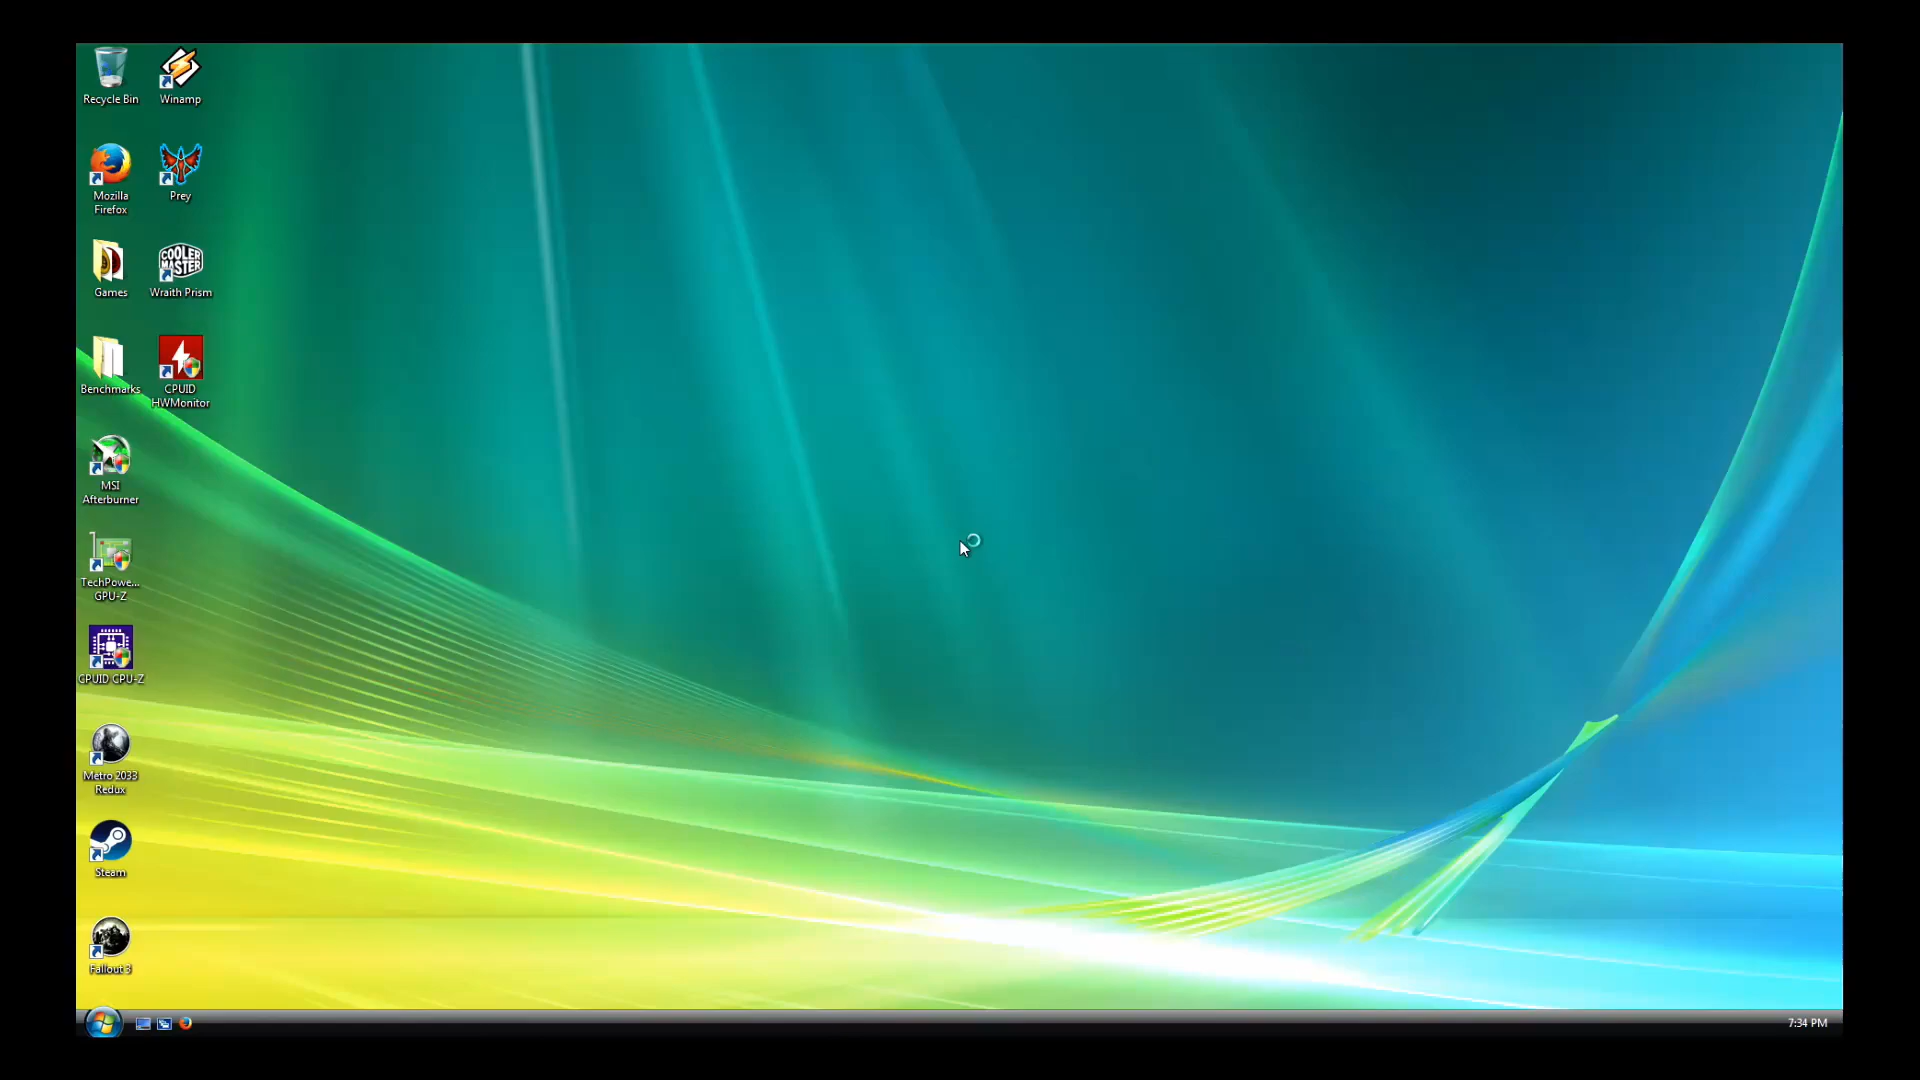 Recycle Bin
Winamp
Mozilla
Firefox
Prey
Games
COOLER
MASTER
Wraith Prism
Benchmarks
CPUID
HWMonitor
MSI
Afterburner
TechPowe...
GPU-Z
CPUID CPU-Z
Metro 2033
Redux
Steam
Fallout 3
7:34 PM